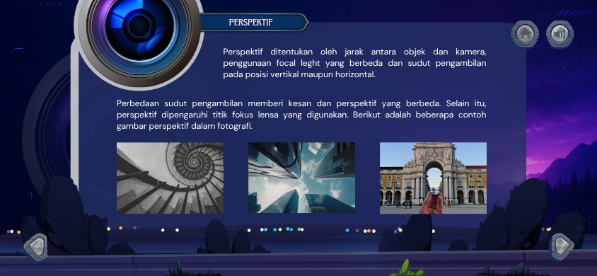 PERSPEKTIF
Perspektif ditentukan oleh jarak antara objek dan kamera,
penggunaan focal leght yang berbeda dan sudut pengambilan
pada posisi vertikal maupun horizontal.
Perbedaan sudut pengambilan memberi kesan dan perspektif yang berbeda. Selain itu,
perspektif dipengaruhi titik fokus lensa yang digunakan. Berikut adalah beberapa contoh
gambar perspektif dalam fotografi.